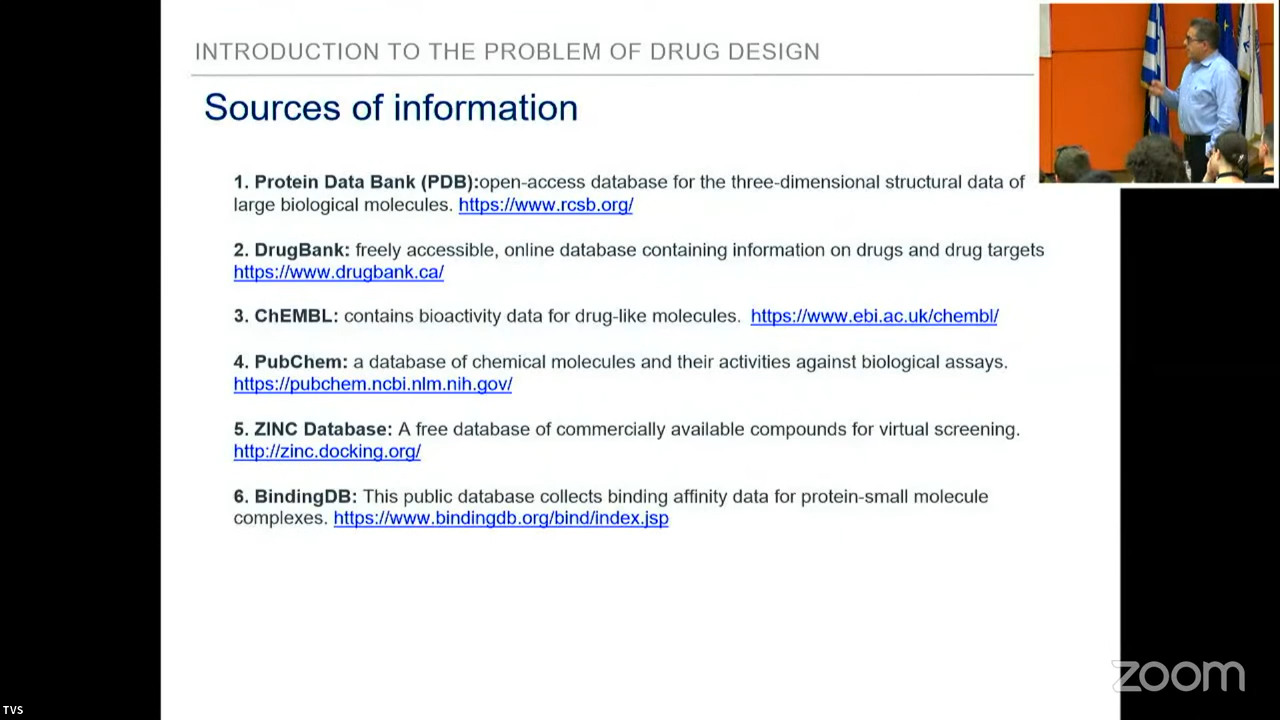 INTRODUCTION TO THE PROBLEM OF DRUG DESIGN
Sources of information
1. Protein Data Bank (PDB):open-access database for the three-dimensional structural data of
large biological molecules. https://www.rcsb.org/
2. DrugBank: freely accessible, online database containing information on drugs and drug targets
https://www.drugbank.ca/
3. ChEMBL: contains bioactivity data for drug-like molecules. https://www.ebi.ac.uk/chembl/
4. PubChem: a database of chemical molecules and their activities against biological assays.
https://pubchem.ncbi.nlm.nih.gov/
5. ZINC Database: A free database of commercially available compounds for virtual screening.
http://zinc.docking.org/
6. BindingDB: This public database collects binding affinity data for protein-small molecule
complexes. https://www.bindingdb.org/bind/index.jsp
zoom
TVS